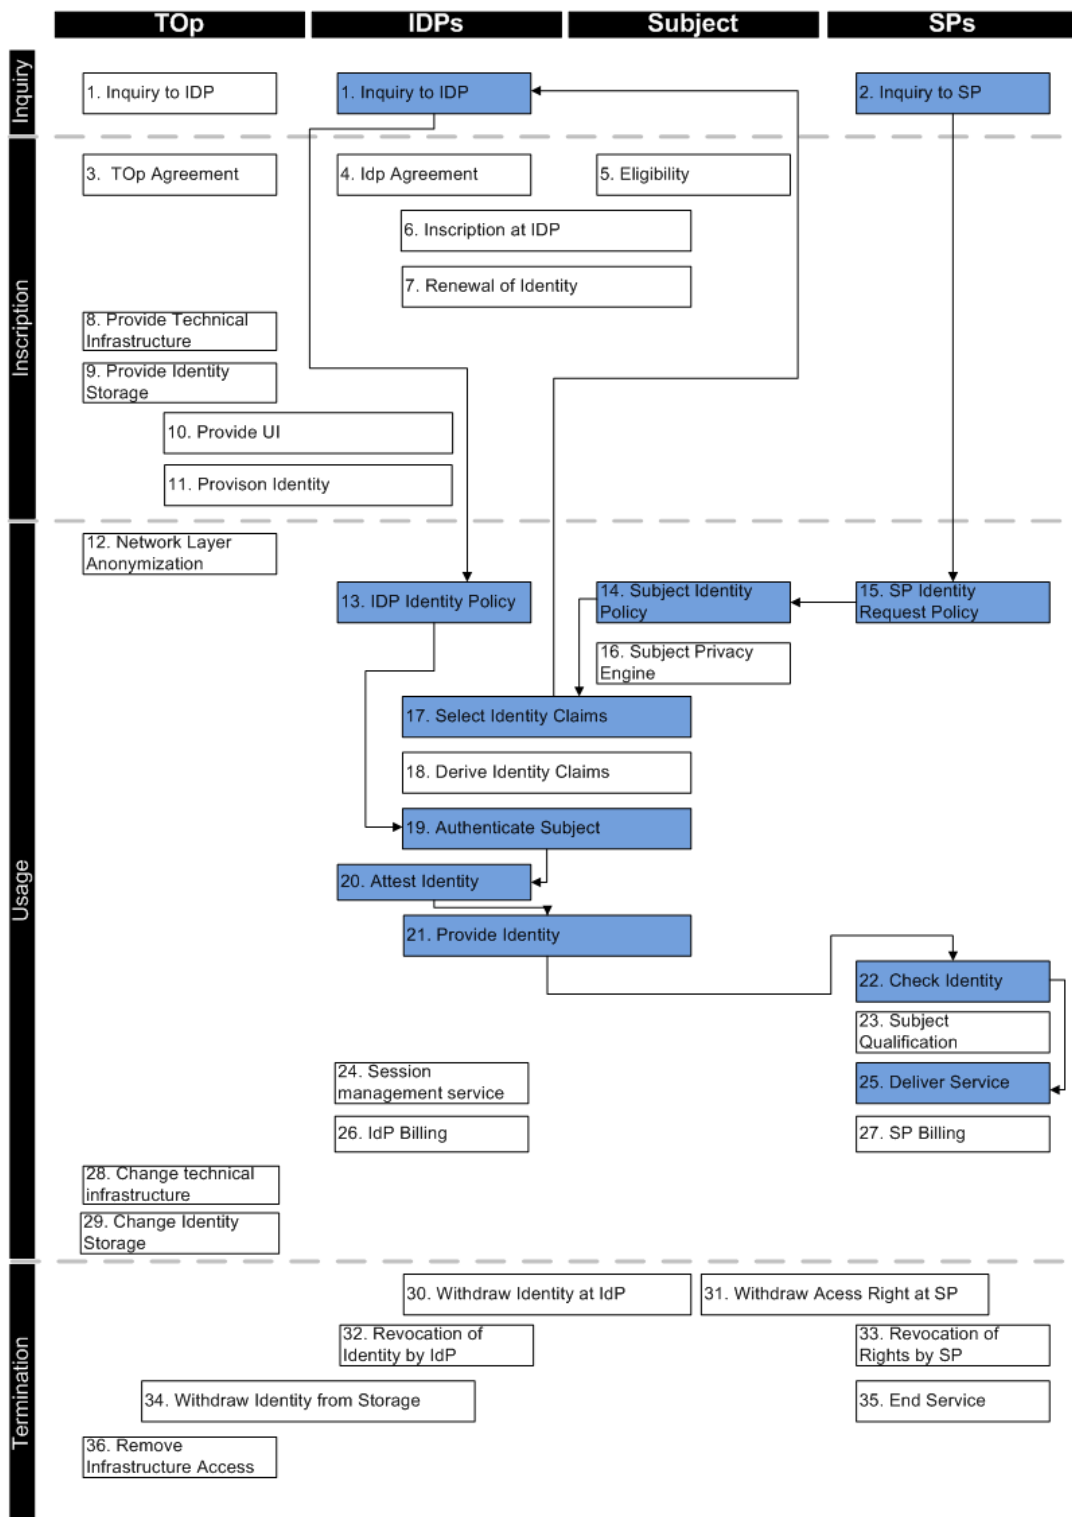 TOp
IDPs
Subject
SPs
Inquiry
1. Inquiry to IDP
1. Inquiry to IDP
2. Inquiry to SP
Inscription
3. TOp Agreement
4. Idp Agreement
5. Eligibility
6. Inscription at IDP
7. Renewal of Identity
8. Provide Technical
Infrastructure
9. Provide Identity
Storage
10. Provide UI
11. Provison Identity
Usage
12. Network Layer
Anonymization
13. IDP Identity Policy
14. Subject Identity
Policy
15. SP Identity
Request Policy
16. Subject Privacy
Engine
17. Select Identity Claims
18. Derive Identity Claims
19. Authenticate Subject
20. Attest Identity
21. Provide Identity
22. Check Identity
23. Subject
Qualification
24. Session
management service
25. Deliver Service
26. IdP Billing
27. SP Billing
28. Change technical
infrastructure
29. Change Identity
Storage
Termination
30. Withdraw Identity at IdP
31. Withdraw Acess Right at SP
32. Revocation of
Identity by IdP
33. Revocation of
Rights by SP
34. Withdraw Identity from Storage
35. End Service
36. Remove
Infrastructure Access